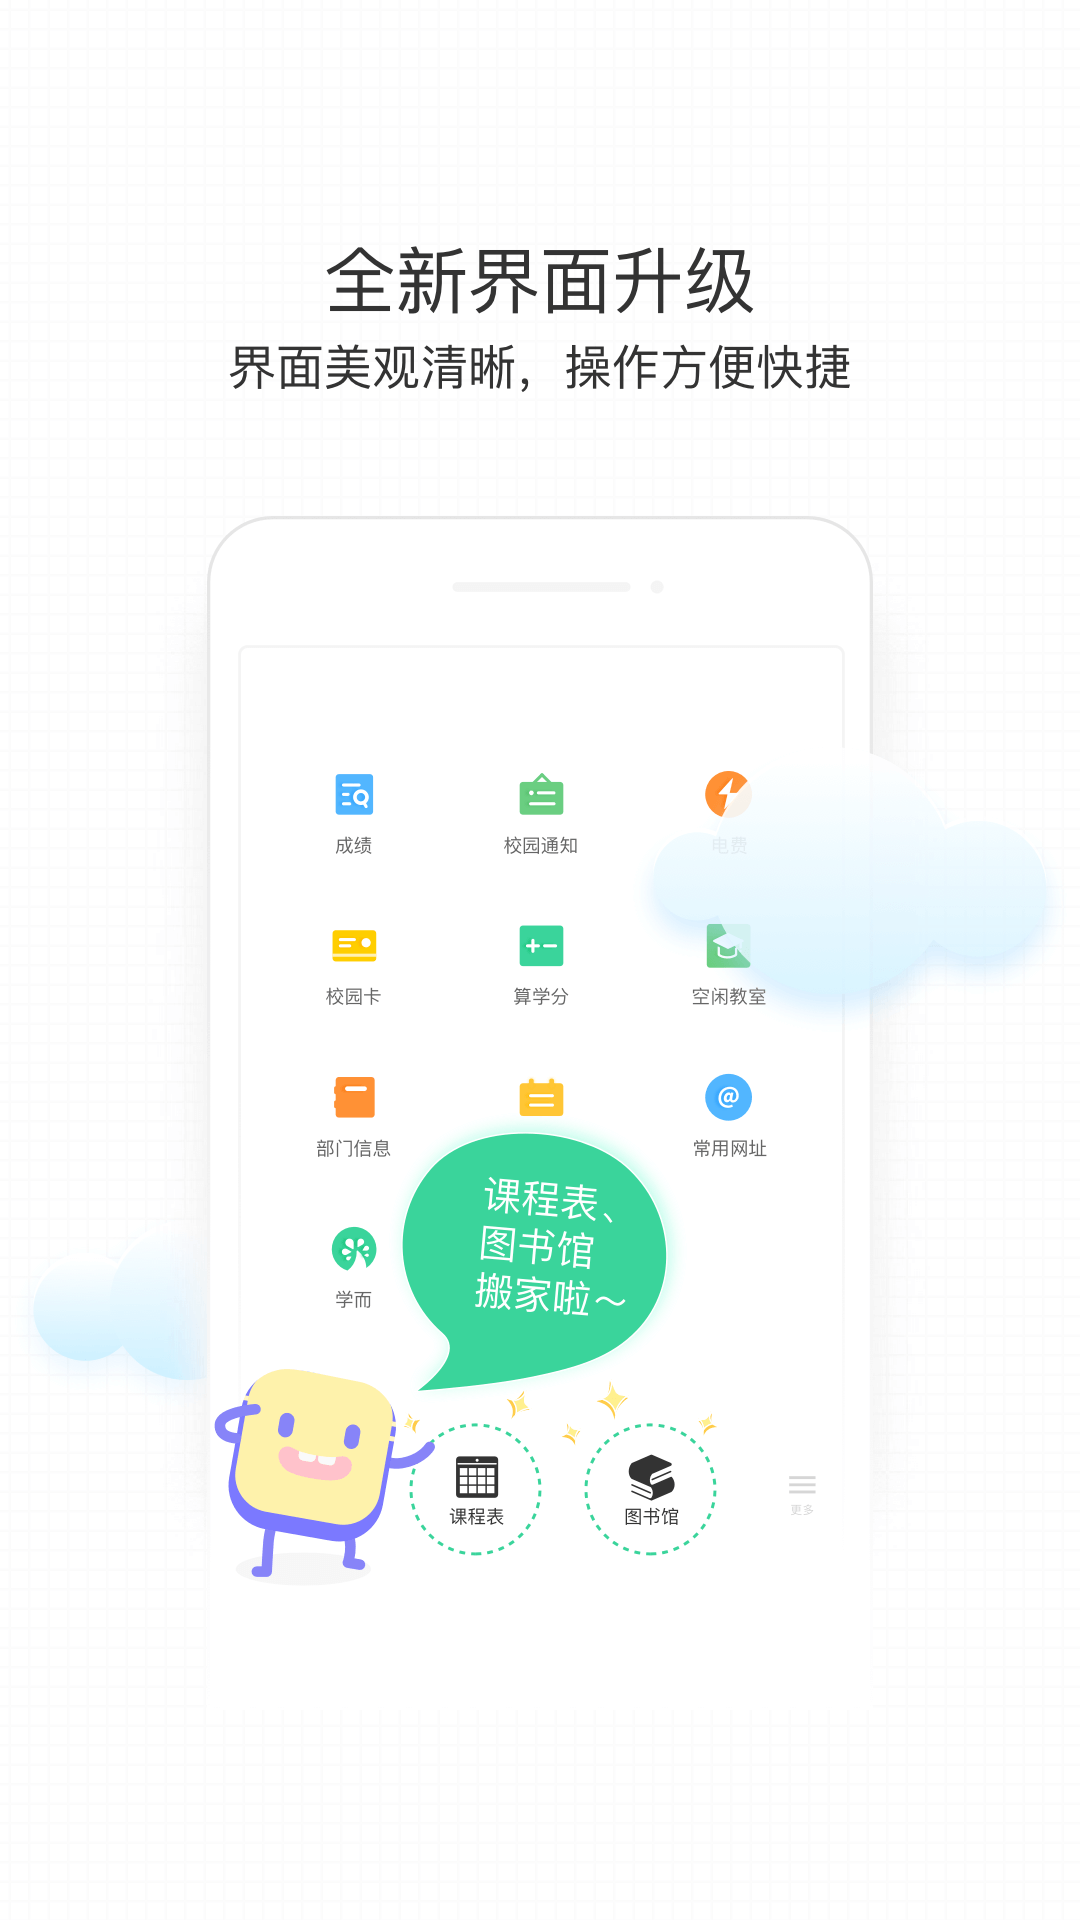 全新界面升级
界面美观清晰，操作方便快捷
成绩
校园通知
电费
校园卡
算学分
空闲教室
部门信息
@
常用网址
课程表、
图书馆
搬家啦～
学而
课程表
图书馆
更多